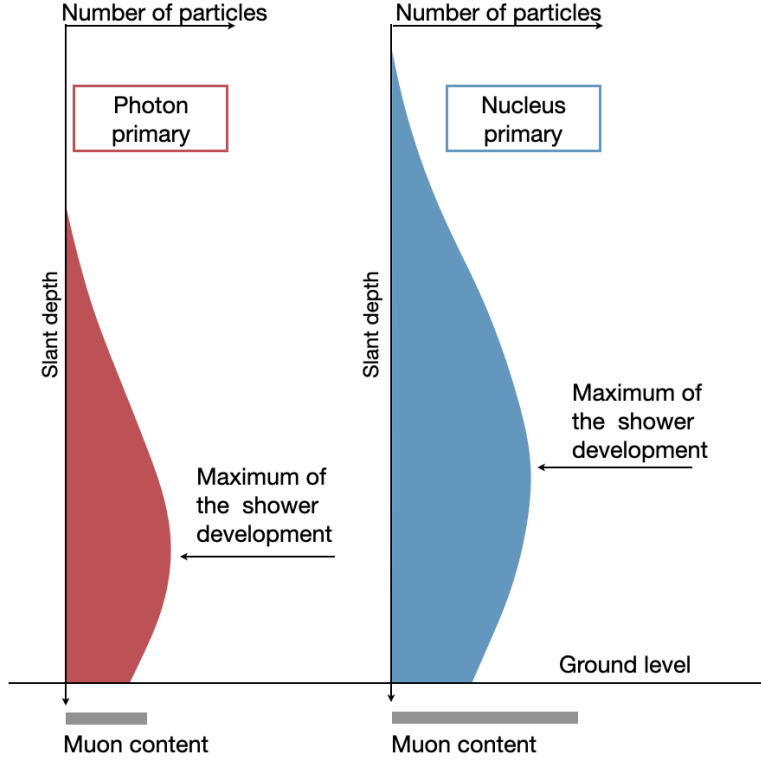 Number of particles
Number of particles
Photon
primary
Nucleus
primary
Slant depth
Slant depth
Maximum of
the shower
development
Maximum of
the shower
development
Ground level
Muon content
Muon content